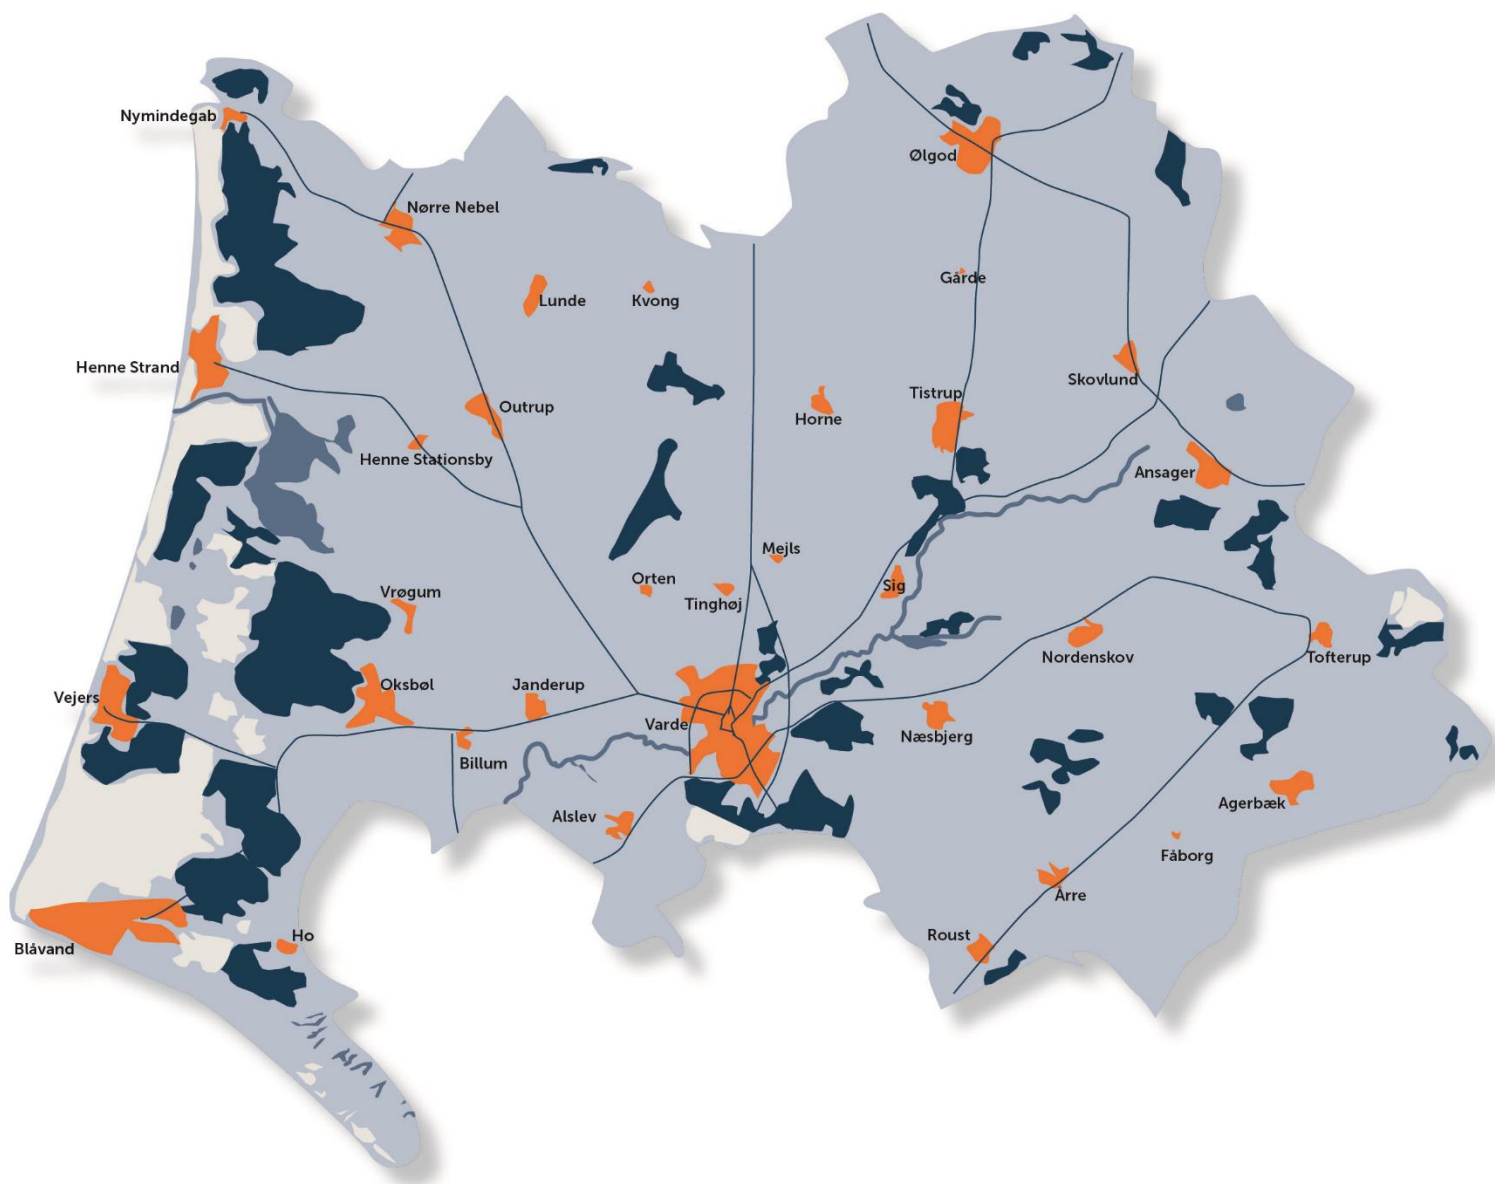 Nymindegab
Ølgod
Nørre Nebel
Gårde
Lunde
Kvong
Henne Strand
Skovlund
Tistrup
Outrup
Horne
Henne Stationsby
Ansager
Mejls
Orten
Tinghøj
Sig
Vrøgum
Nordenskov
Tofterup
Oksbøl
Janderup
Vejers
Varde
Næsbjerg
Billum
Agerbæk
Alslev
Fåborg
Årre
Roust
Ho
Blåvand